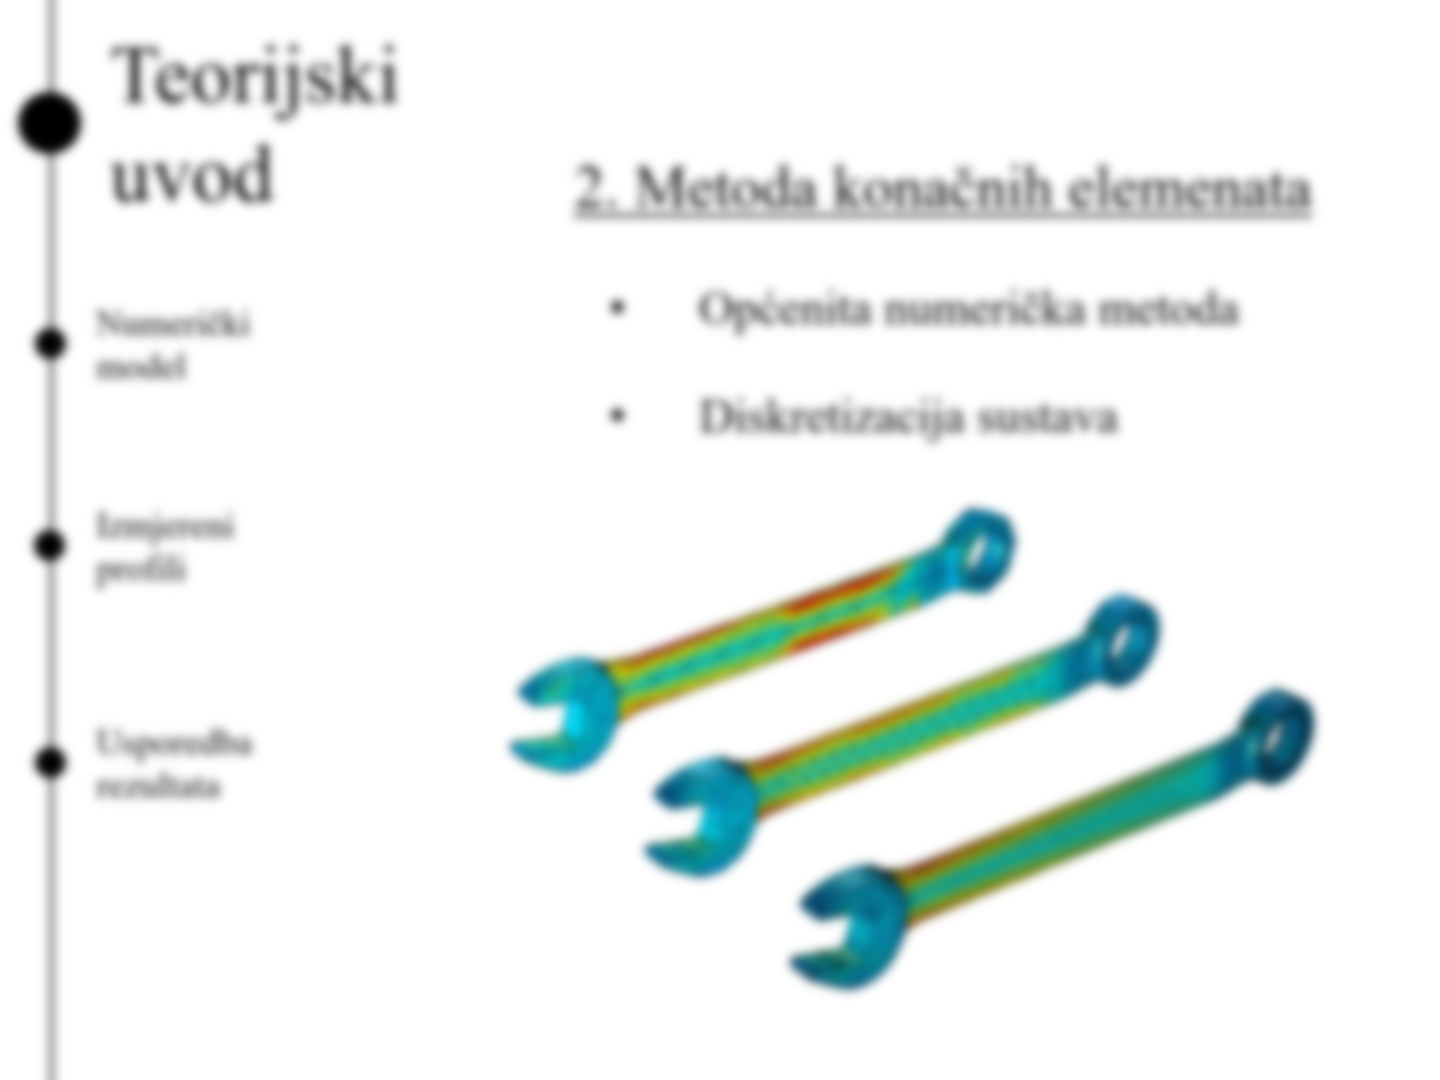 Teorijski
uvod
2. Metoda konačnih elemenata
• Općenita numerička metoda
• Diskretizacija sustava
Numerički
model
Izmjereni
profili
Usporedba
rezultata